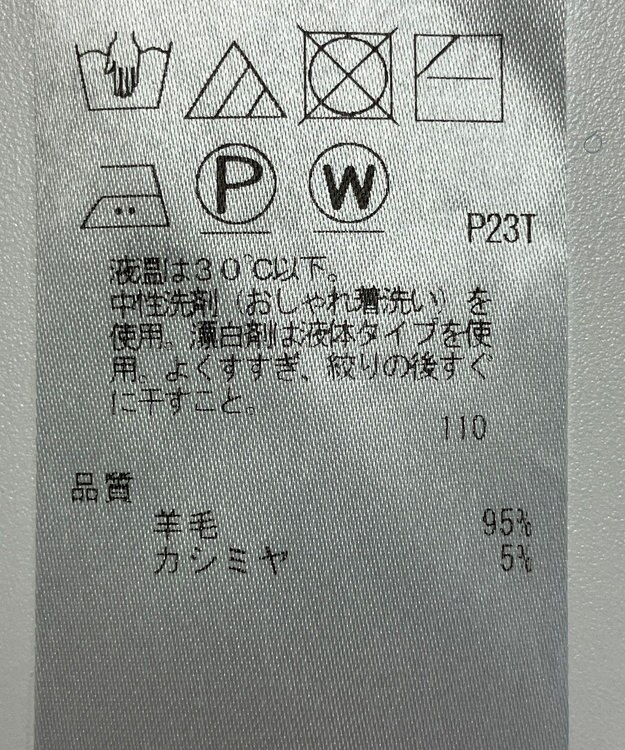 P
W
P23T
液温は30℃以下。
中性洗剤（おしゃれ着洗い）を
使用。漂白剤は液体タイプを使
用。よくすすぎ、絞りの後すぐ
に干すこと。
110
品質
羊毛 95%
カシミヤ 5%